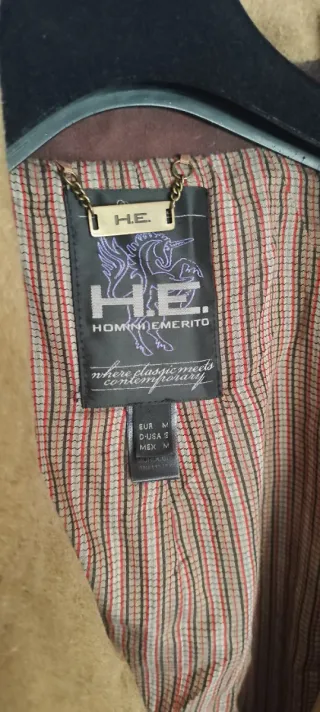 H.E.
H.E.
HOMINI EMERITO
where classic meets
contemporary
EUR M
D-USA S
MEX M